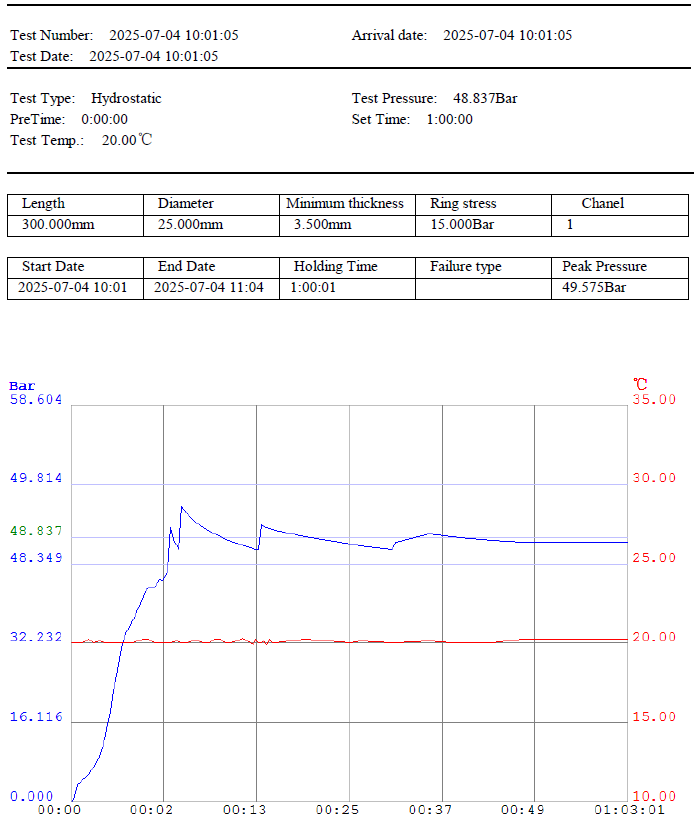 Test Number: 2025-07-04 10:01:05 Arrival date: 2025-07-04 10:01:05
Test Date: 2025-07-04 10:01:05
Test Type: Hydrostatic Test Pressure: 48.837Bar
PreTime: 0:00:00 Set Time: 1:00:00
Test Temp.: 20.00℃
Length Diameter Minimum thickness Ring stress Chanel
300.000mm 25.000mm 3.500mm 15.000Bar 1
Start Date End Date Holding Time Failure type Peak Pressure
2025-07-04 10:01 2025-07-04 11:04 1:00:01 49.575Bar
Bar ℃
58.604 35.00
49.814 30.00
48.837
48.349 25.00
32.232 20.00
16.116 15.00
0.000 10.00
00:00 00:02 00:13 00:25 00:37 00:49 01:03:01